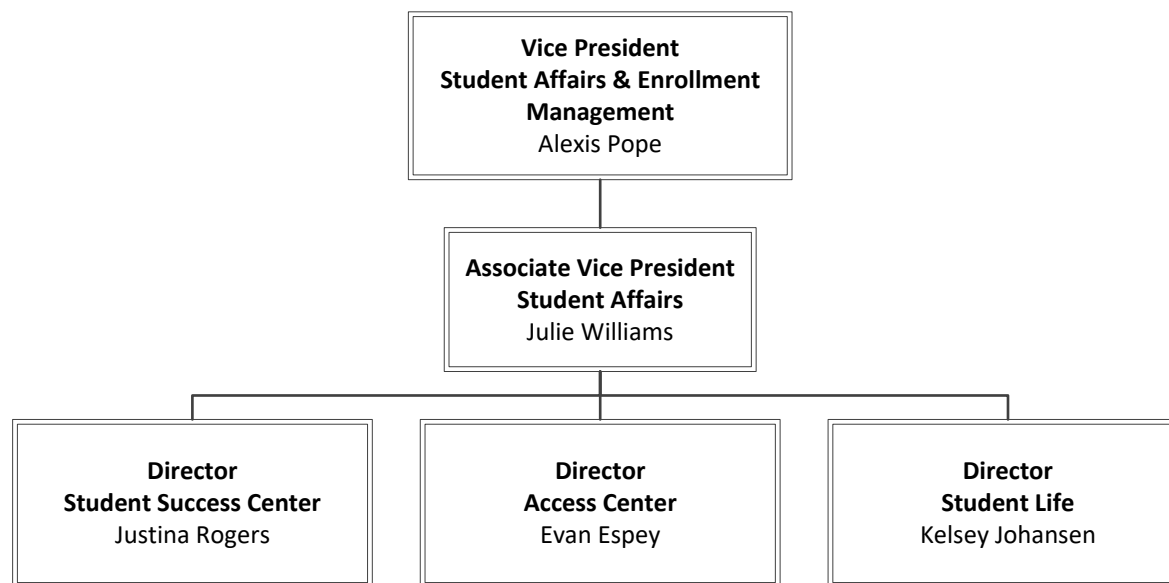 Vice President
Student Affairs & Enrollment
Management
Alexis Pope
Associate Vice President
Student Affairs
Julie Williams
Director
Student Success Center
Justina Rogers
Director
Access Center
Evan Espey
Director
Student Life
Kelsey Johansen